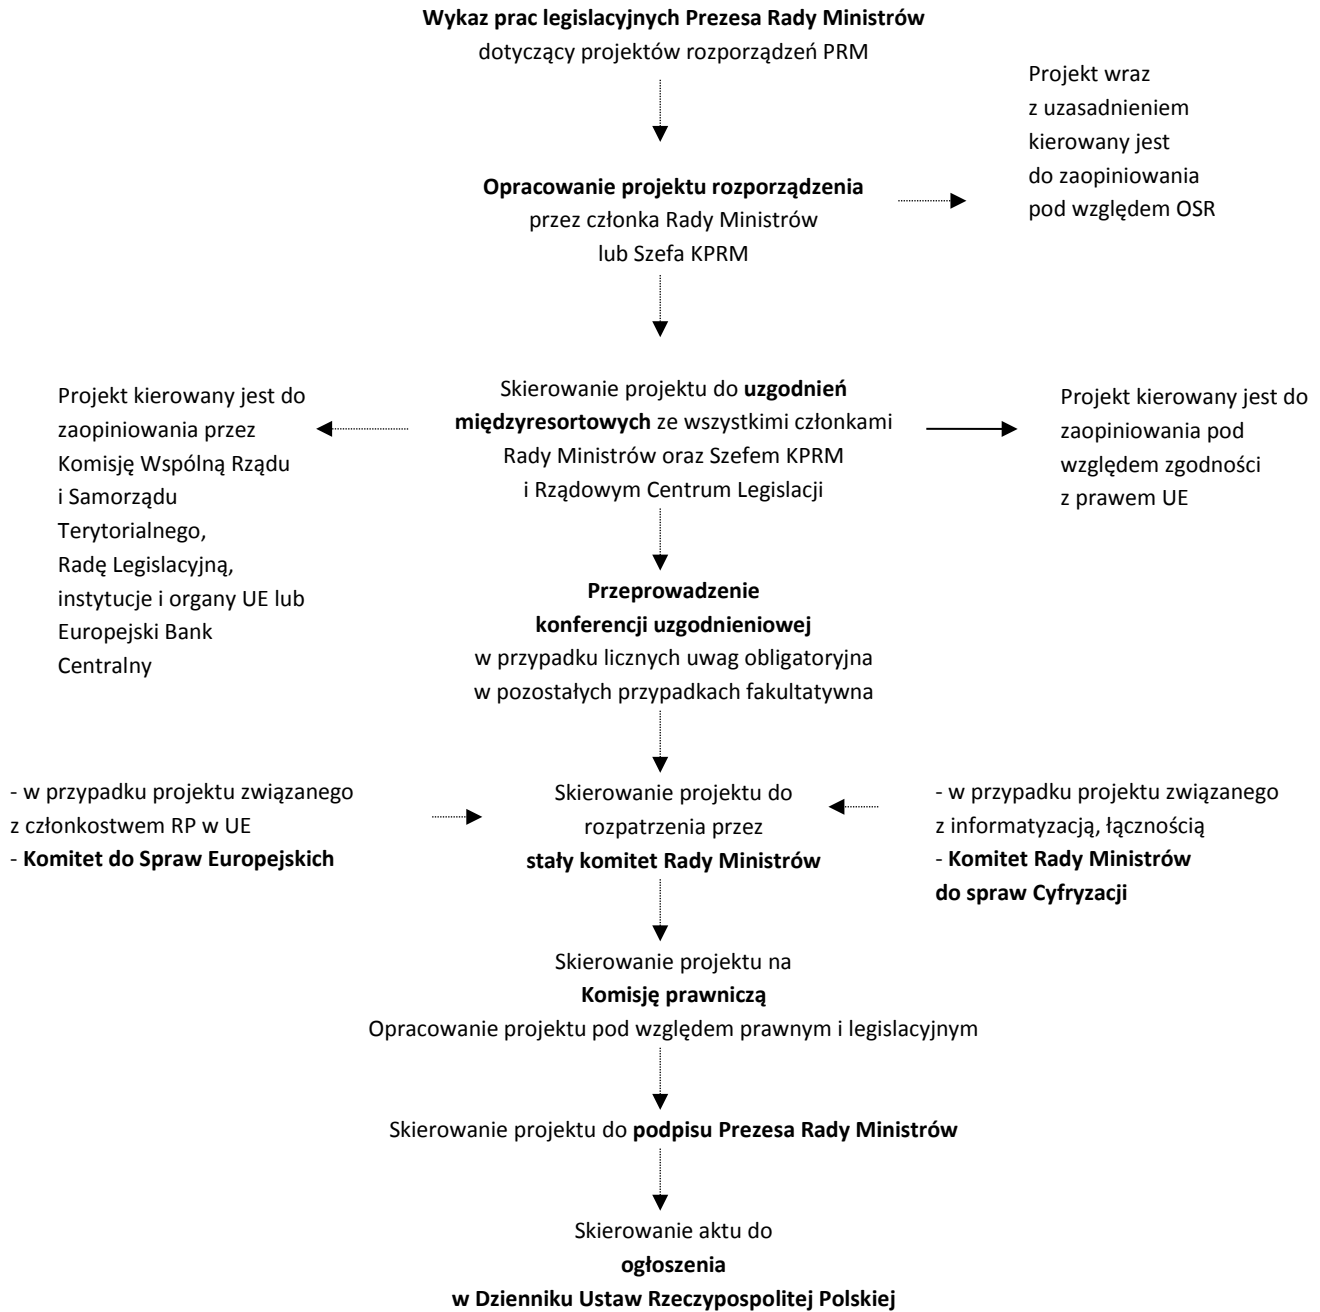 Wykaz prac legislacyjnych Prezesa Rady Ministrów
dotyczący projektów rozporządzeń PRM
Projekt wraz
z uzasadnieniem
kierowany jest
do zaopiniowania
pod względem OSR
Opracowanie projektu rozporządzenia
przez członka Rady Ministrów
lub Szefa KPRM
Projekt kierowany jest do
zaopiniowania przez
Komisję Wspólną Rządu
i Samorządu
Terytorialnego,
Radę Legislacyjną,
instytucje i organy UE lub
Europejski Bank
Centralny
Skierowanie projektu do uzgodnień
międzyresortowych ze wszystkimi członkami
Rady Ministrów oraz Szefem KPRM
i Rządowym Centrum Legislacji
Projekt kierowany jest do
zaopiniowania pod
względem zgodności
z prawem UE
Przeprowadzenie
konferencji uzgodnieniowej
w przypadku licznych uwag obligatoryjna
w pozostałych przypadkach fakultatywna
- w przypadku projektu związanego
z członkostwem RP w UE
- Komitet do Spraw Europejskich
Skierowanie projektu do
rozpatrzenia przez
stały komitet Rady Ministrów
- w przypadku projektu związanego
z informatyzacją, łącznością
- Komitet Rady Ministrów
do spraw Cyfryzacji
Skierowanie projektu na
Komisję prawniczą
Opracowanie projektu pod względem prawnym i legislacyjnym
Skierowanie projektu do podpisu Prezesa Rady Ministrów
Skierowanie aktu do
ogłoszenia
w Dzienniku Ustaw Rzeczypospolitej Polskiej